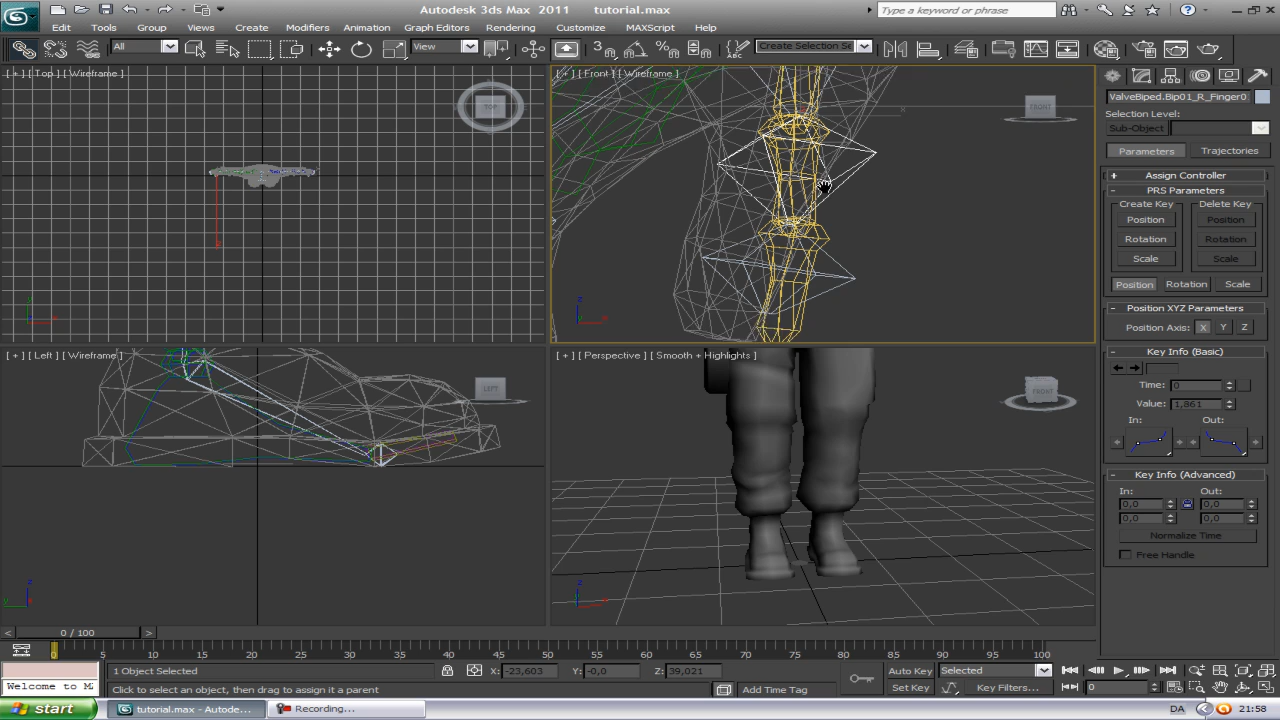 Autodesk 3ds Max 2011 tutorial.max
Type a keyword or phrase
Edit Tools Group Views Create Modifiers Animation Graph Editors Rendering Customize MAXScript Help
All View Create Selection Se
[ + ] [ Top ] [ Wireframe ]
TOP
[ + ] [ Front ] [ Wireframe ]
FRONT
ValveBiped.Bip01_R_Finger0
Selection Level:
Sub-Object
Parameters Trajectories
+ Assign Controller
- PRS Parameters
Create Key Delete Key
Position Position
Rotation Rotation
Scale Scale
Position Rotation Scale
- Position XYZ Parameters
Position Axis: X Y Z
- Key Info (Basic)
Time: 0
Value: 1,861
In: Out:
- Key Info (Advanced)
In: Out:
0,0 0,0
0,0 0,0
Normalize Time
Free Handle
[ + ] [ Left ] [ Wireframe ]
LEFT
[ + ] [ Perspective ] [ Smooth + Highlights ]
FRONT
< 0 / 100 >
0 5 10 15 20 25 30 35 40 45 50 55 60 65 70 75 80 85 90 95 100
1 Object Selected X: -23,603 Y: -0,0 Z: 39,021
Auto Key Selected
Welcome to M
Click to select an object, then drag to assign it a parent
Add Time Tag
Set Key Key Filters... 0
start tutorial.max - Autodes... Recording... DA 21:58